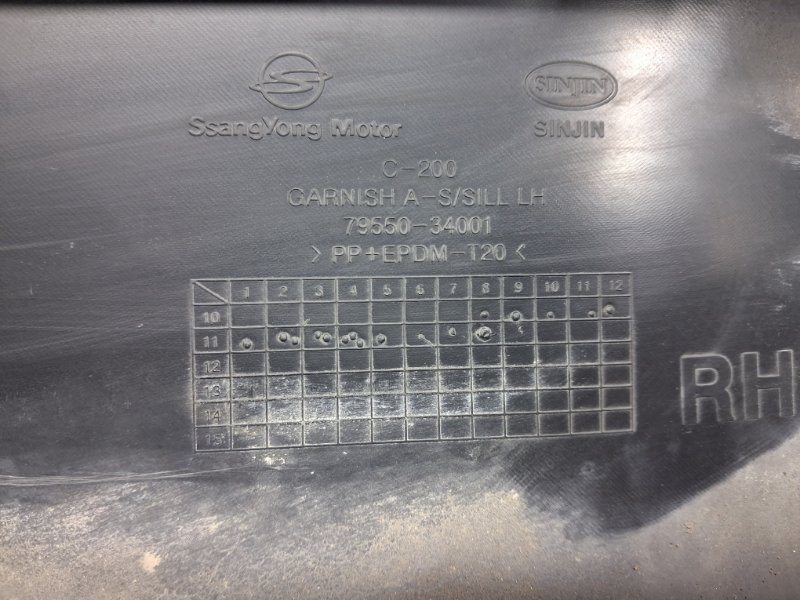 SsangYong Motor
SINJIN
SINJIN
C-200
GARNISH A-S/SILL LH
79550-34001
> PP+EPDM-T20 <
1 2 3 4 5 6 7 8 9 10 11 12
10
11
12
13
14
15
RH